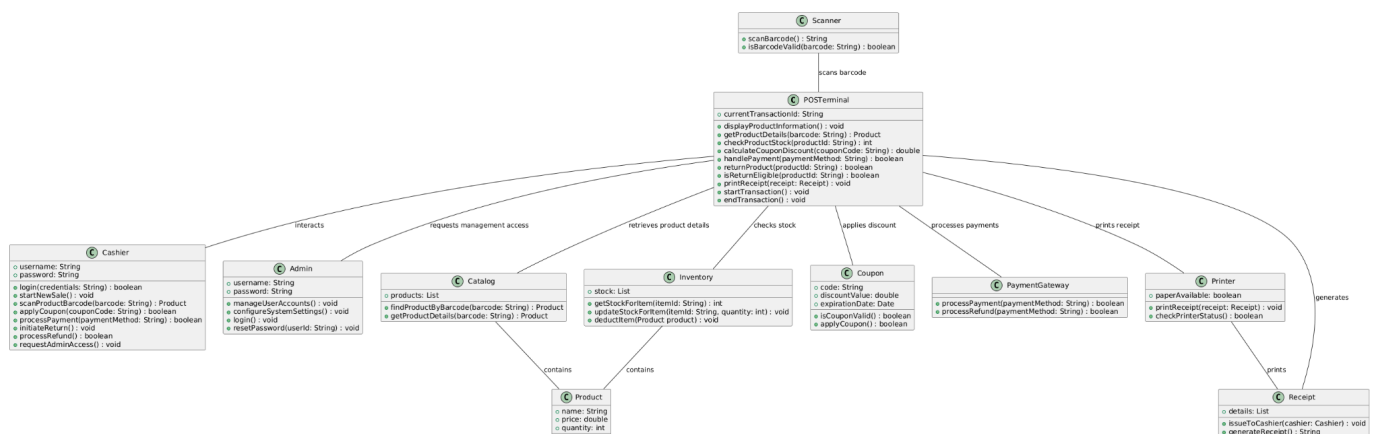 C Scanner
scanBarcode() : String
isBarcodeValid(barcode: String) : boolean
scans barcode
C POSTerminal
currentTransactionId: String
displayProductInformation() : void
getProductDetails(barcode: String) : Product
checkProductStock(productId: String) : int
calculateCouponDiscount(couponCode: String) : double
handlePayment(paymentMethod: String) : boolean
returnProduct(productId: String) : boolean
isReturnEligible(productId: String) : boolean
printReceipt(receipt: Receipt) : void
startTransaction() : void
endTransaction() : void
interacts
requests management access
retrieves product details
checks stock
applies discount
processes payments
prints receipt
generates
C Cashier
username: String
password: String
login(credentials: String) : boolean
startNewSale() : void
scanProductBarcode(barcode: String) : Product
applyCoupon(couponCode: String) : boolean
processPayment(paymentMethod: String) : boolean
initiateReturn() : void
processRefund() : boolean
requestAdminAccess() : void
C Admin
username: String
password: String
manageUserAccounts() : void
configureSystemSettings() : void
login() : void
resetPassword(userId: String) : void
C Catalog
products: List
findProductByBarcode(barcode: String) : Product
getProductDetails(barcode: String) : Product
C Inventory
stock: List
getStockForItem(itemId: String) : int
updateStockForItem(itemId: String, quantity: int) : void
deductItem(Product product) : void
C Coupon
code: String
discountValue: double
expirationDate: Date
isCouponValid() : boolean
applyCoupon() : boolean
C PaymentGateway
processPayment(paymentMethod: String) : boolean
processRefund(paymentMethod: String) : boolean
C Printer
paperAvailable: boolean
printReceipt(receipt: Receipt) : void
checkPrinterStatus() : boolean
contains
contains
prints
C Product
name: String
price: double
quantity: int
C Receipt
details: List
issueToCashier(cashier: Cashier) : void
generateReceipt() : String